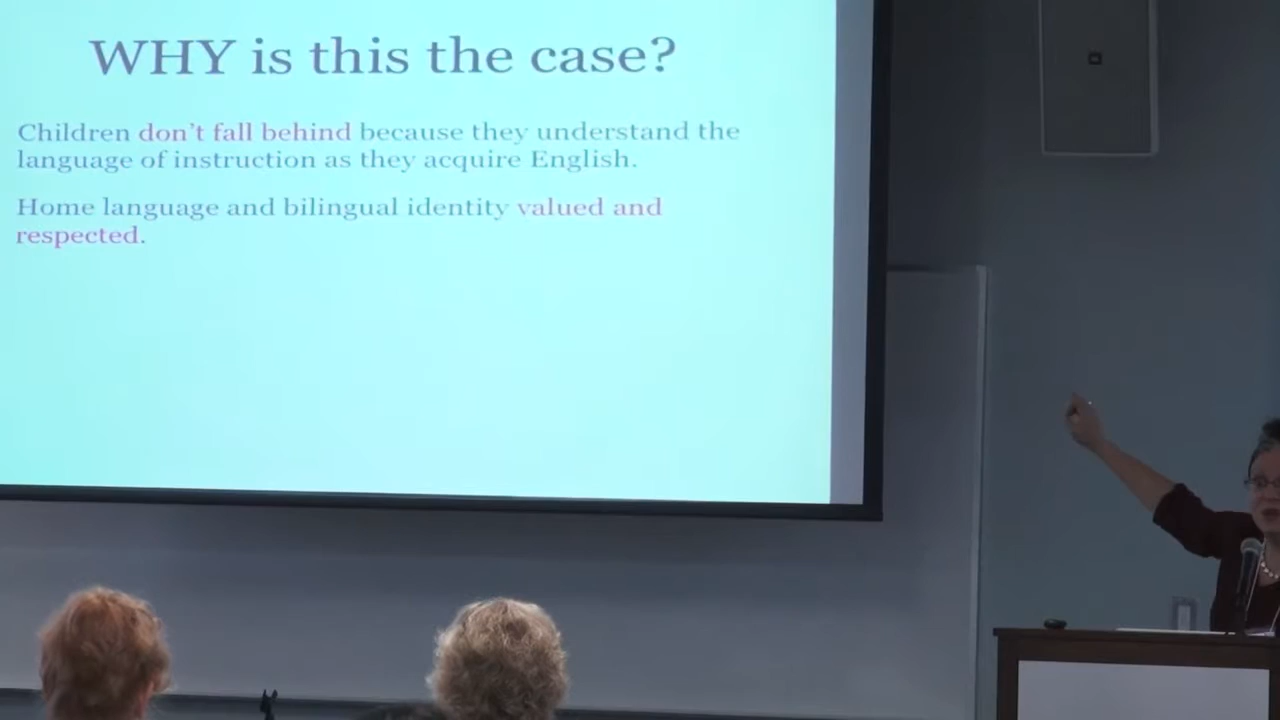 WHY is this the case?
Children don't fall behind because they understand the
language of instruction as they acquire English.
Home language and bilingual identity valued and
respected.